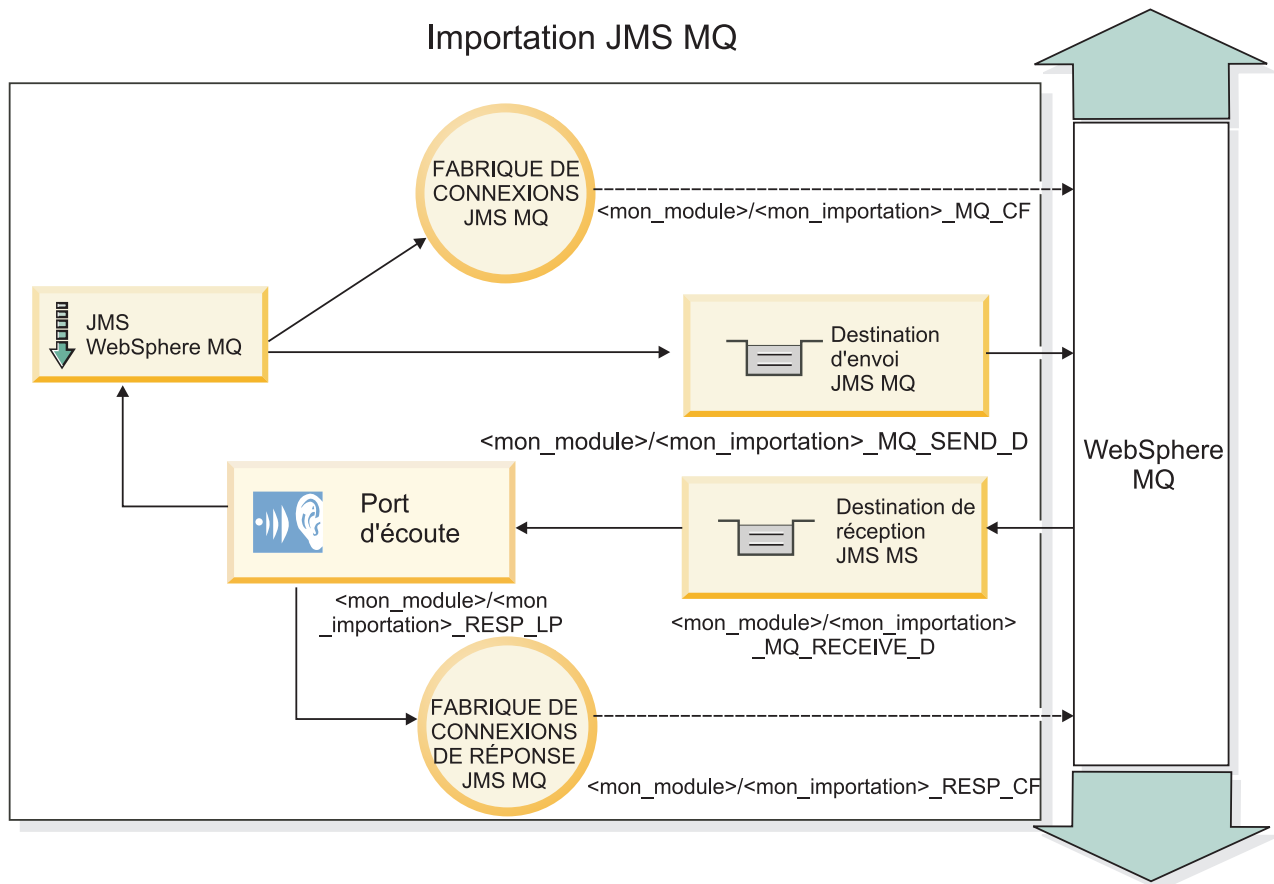 Importation JMS MQ
FABRIQUE DE
CONNEXIONS
JMS MQ
<mon_module>/<mon_importation>_MQ_CF
JMS
WebSphere MQ
Destination
d'envoi
JMS MQ
<mon_module>/<mon_importation>_MQ_SEND_D
WebSphere
MQ
Port
d'écoute
Destination de
réception
JMS MS
<mon_module>/<mon
_importation>_RESP_LP
<mon_module>/<mon_importation>
_MQ_RECEIVE_D
FABRIQUE DE
CONNEXIONS
DE RÉPONSE
JMS MQ
<mon_module>/<mon_importation>_RESP_CF